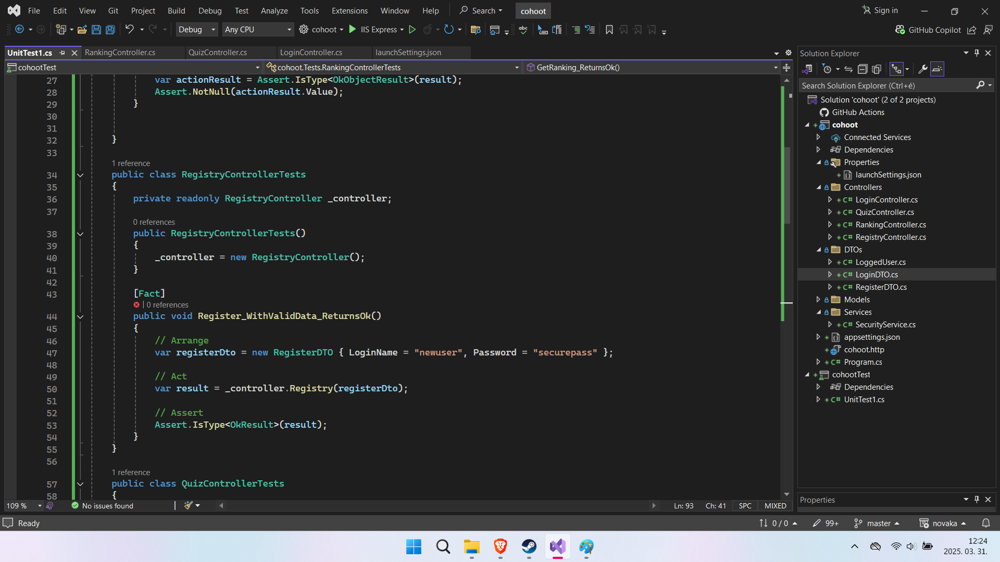 File Edit View Git Project Build Debug Test Analyze Tools Extensions Window Help Search cohoot Sign in
Debug Any CPU cohoot IIS Express abc GitHub Copilot
UnitTest1.cs RankingController.cs QuizController.cs LoginController.cs launchSettings.json
cohootTest cohoot.Tests.RankingControllerTests GetRanking_ReturnsOk()
27 var actionResult = Assert.IsType<OkObjectResult>(result);
28 Assert.NotNull(actionResult.Value);
29 }
30
31
32 }
33
1 reference
34 public class RegistryControllerTests
35 {
36 private readonly RegistryController _controller;
37
0 references
38 public RegistryControllerTests()
39 {
40 _controller = new RegistryController();
41 }
42
43 [Fact]
| 0 references
44 public void Register_WithValidData_ReturnsOk()
45 {
46 // Arrange
47 var registerDto = new RegisterDTO { LoginName = "newuser", Password = "securepass" };
48
49 // Act
50 var result = _controller.Registry(registerDto);
51
52 // Assert
53 Assert.IsType<OkResult>(result);
54 }
55 }
56
1 reference
57 public class QuizControllerTests
58 {
109 % No issues found Ln: 93 Ch: 41 SPC MIXED
Solution Explorer
Search Solution Explorer (Ctrl+é)
Solution 'cohoot' (2 of 2 projects)
GitHub Actions
cohoot
Connected Services
Dependencies
Properties
launchSettings.json
Controllers
C# LoginController.cs
C# QuizController.cs
C# RankingController.cs
C# RegistryController.cs
DTOs
C# LoggedUser.cs
C# LoginDTO.cs
C# RegisterDTO.cs
Models
Services
C# SecurityService.cs
appsettings.json
cohoot.http
C# Program.cs
cohootTest
Dependencies
C# UnitTest1.cs
Properties
Ready 0 / 0 99+ master novaka
12:24
2025. 03. 31.